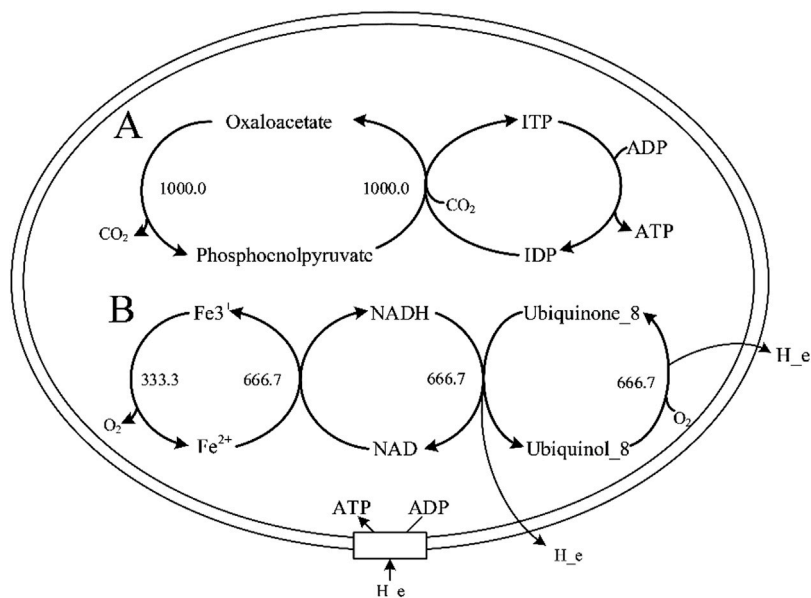 A
Oxaloacetate
ITP
ADP
1000.0
1000.0
CO₂
CO₂
ATP
Phosphocnolpyruvatc
IDP
B
Fe3⁺
NADH
Ubiquinone_8
H_e
333.3
666.7
666.7
666.7
O₂
O₂
Fe²⁺
NAD
Ubiquinol_8
ATP
ADP
H_e
H_e